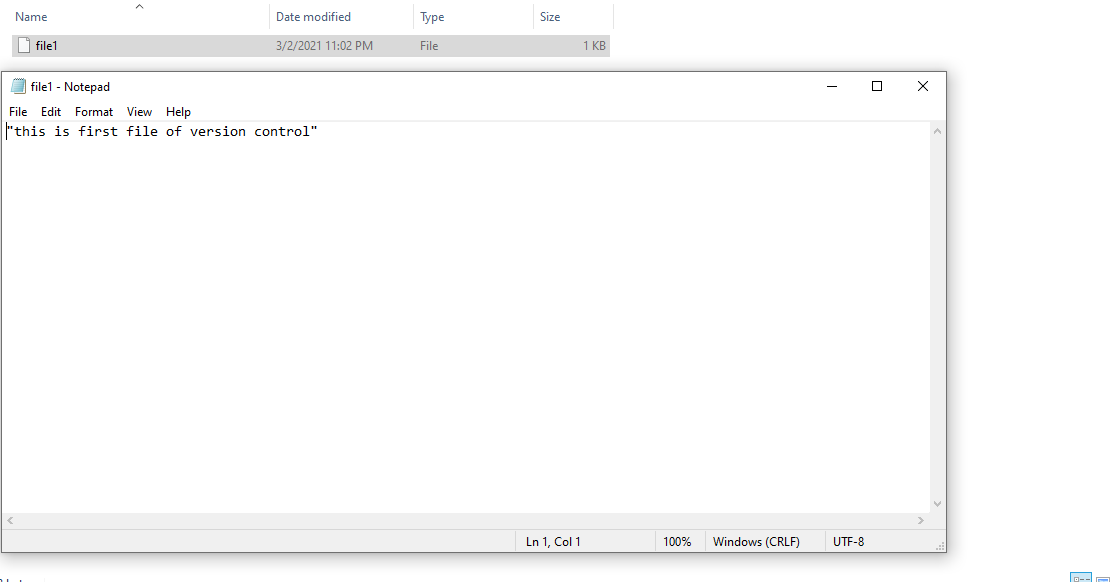 Name Date modified Type Size
file1 3/2/2021 11:02 PM File 1 KB
file1 - Notepad
File Edit Format View Help
"this is first file of version control"
Ln 1, Col 1 100% Windows (CRLF) UTF-8